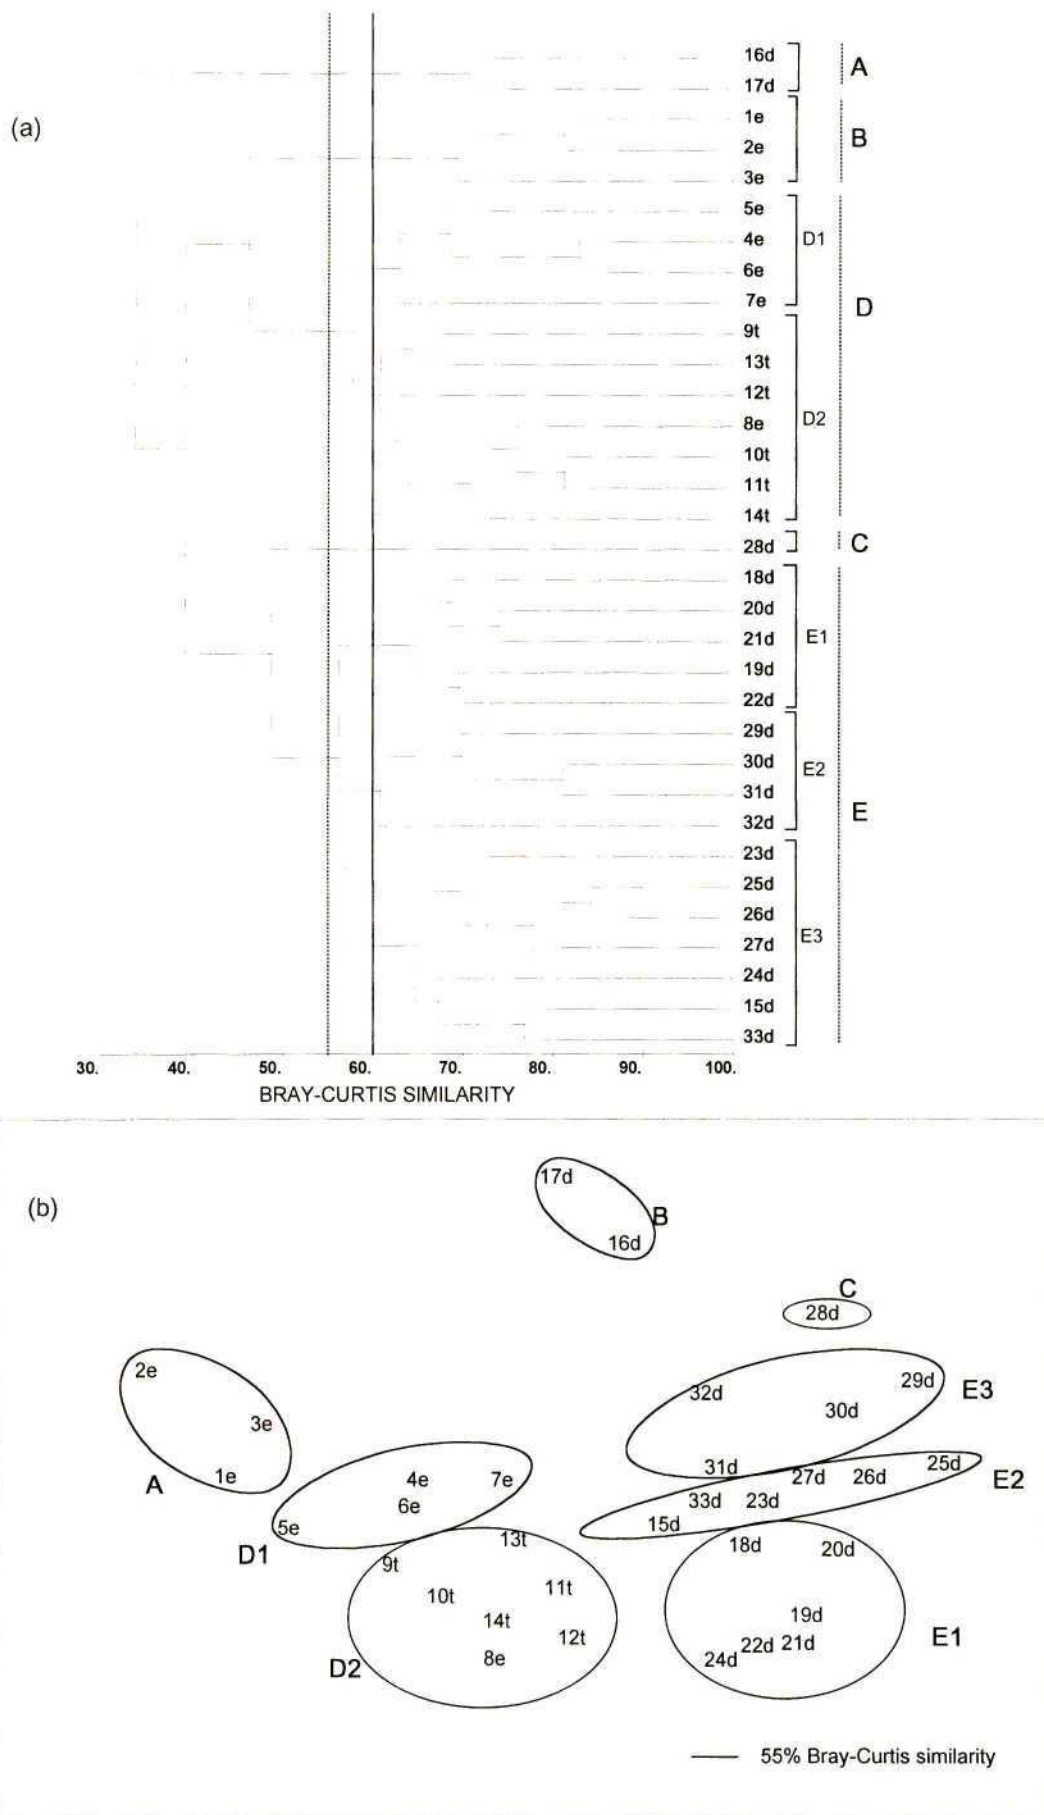 (a)
16d
17d
A
1e
2e
3e
B
5e
4e
6e
7e
D1
9t
13t
12t
8e
10t
11t
14t
D2
D
28d
C
18d
20d
21d
19d
22d
E1
29d
30d
31d
32d
E2
23d
25d
26d
27d
24d
15d
33d
E3
E
30. 40. 50. 60. 70. 80. 90. 100.
BRAY-CURTIS SIMILARITY
(b)
17d
16d
B
C
28d
2e
3e
1e
A
32d
29d
30d
31d
E3
4e
7e
6e
5e
D1
27d
26d
25d
33d
23d
15d
E2
13t
9t
10t
11t
14t
12t
8e
D2
18d
20d
19d
22d
21d
24d
E1
55% Bray-Curtis similarity